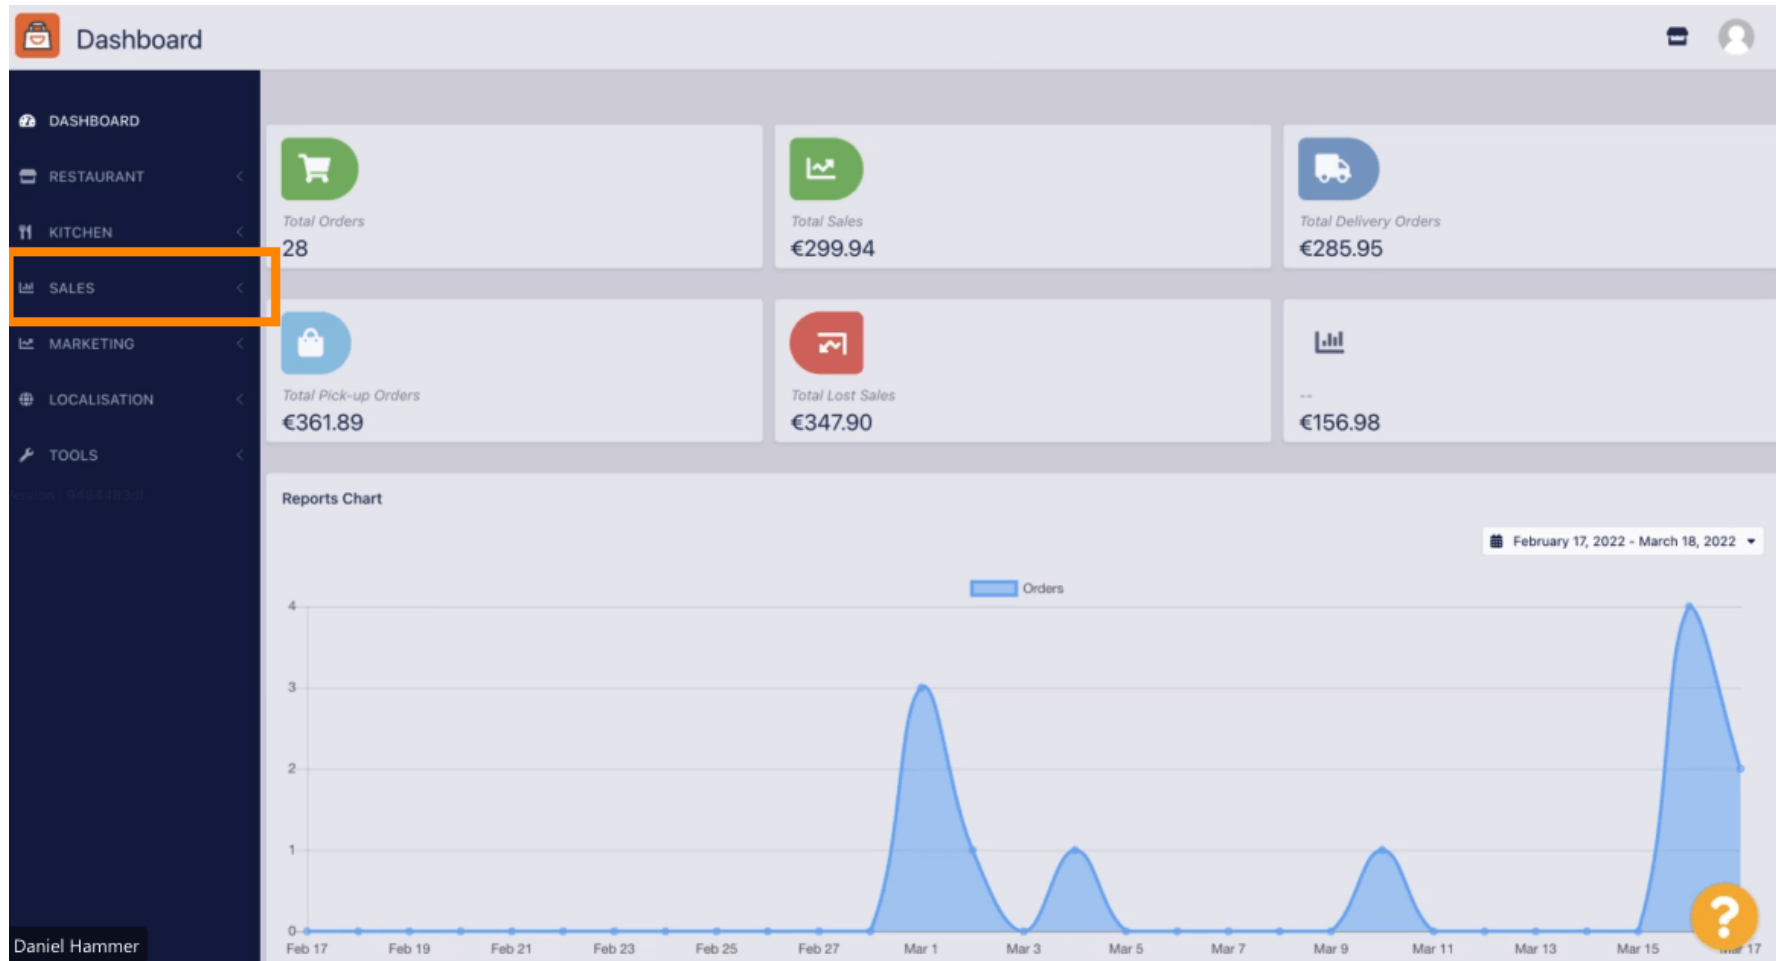 Dashboard
DASHBOARD
RESTAURANT
KITCHEN
SALES
MARKETING
LOCALISATION
TOOLS
Total Orders
28
Total Sales
€299.94
Total Delivery Orders
€285.95
Total Pick-up Orders
€361.89
Total Lost Sales
€347.90
--
€156.98
Reports Chart
February 17, 2022 - March 18, 2022
Orders
4
3
2
1
0
Feb 17 Feb 19 Feb 21 Feb 23 Feb 25 Feb 27 Mar 1 Mar 3 Mar 5 Mar 7 Mar 9 Mar 11 Mar 13 Mar 15 Mar 17
?
Daniel Hammer